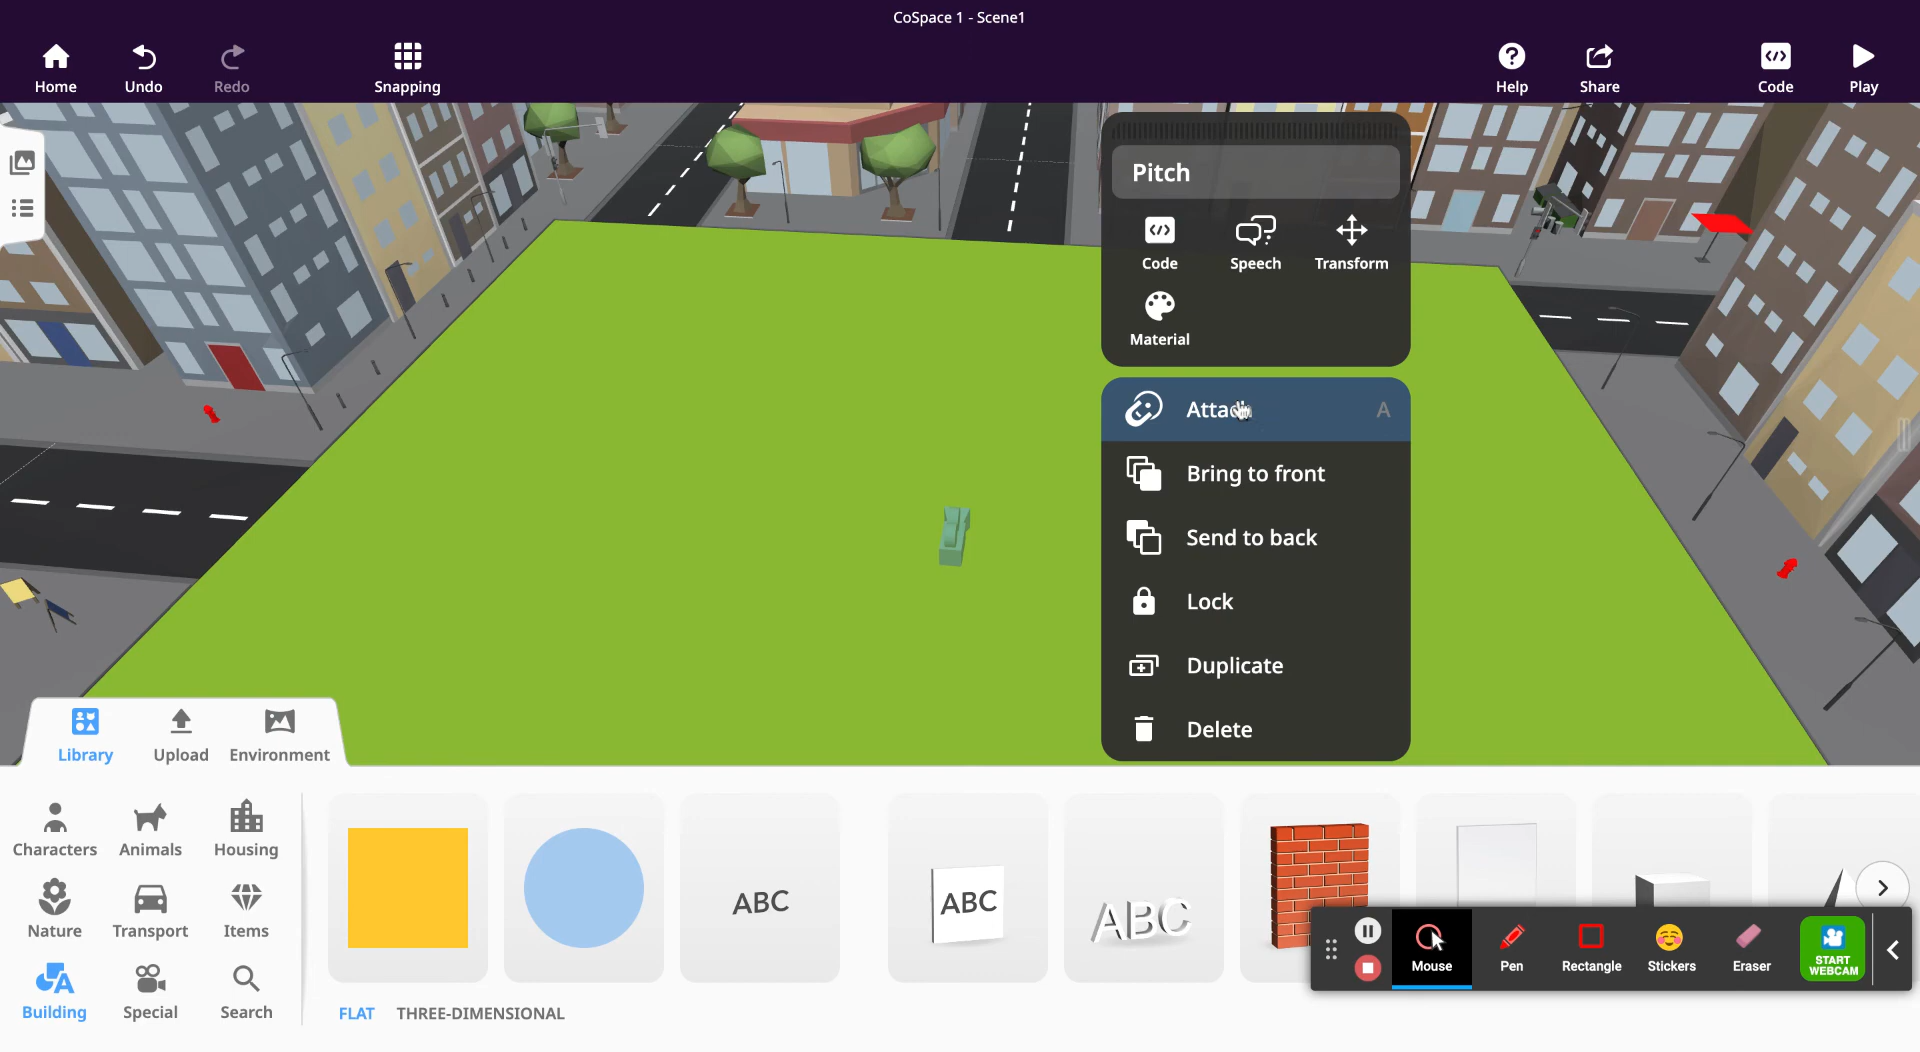 CoSpace 1 - Scene1
Home
Undo
Redo
Snapping
Help
Share
Code
Play
Pitch
Code
Speech
Transform
Material
Attach A
Bring to front
Send to back
Lock
Duplicate
Delete
Library
Upload
Environment
Characters
Animals
Housing
Nature
Transport
Items
Building
Special
Search
ABC
ABC
ABC
FLAT
THREE-DIMENSIONAL
Mouse
Pen
Rectangle
Stickers
Eraser
START
WEBCAM